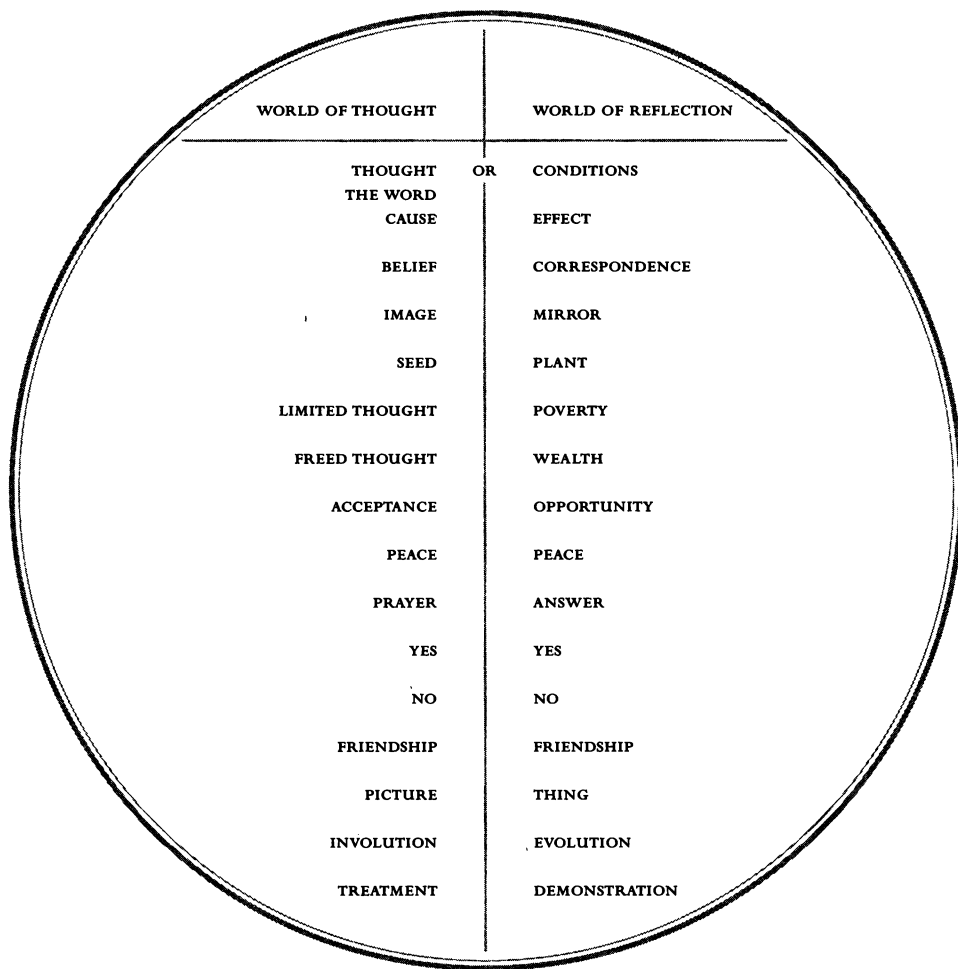 WORLD OF THOUGHT WORLD OF REFLECTION
THOUGHT OR CONDITIONS
THE WORD
CAUSE EFFECT
BELIEF CORRESPONDENCE
IMAGE MIRROR
SEED PLANT
LIMITED THOUGHT POVERTY
FREED THOUGHT WEALTH
ACCEPTANCE OPPORTUNITY
PEACE PEACE
PRAYER ANSWER
YES YES
NO NO
FRIENDSHIP FRIENDSHIP
PICTURE THING
INVOLUTION EVOLUTION
TREATMENT DEMONSTRATION